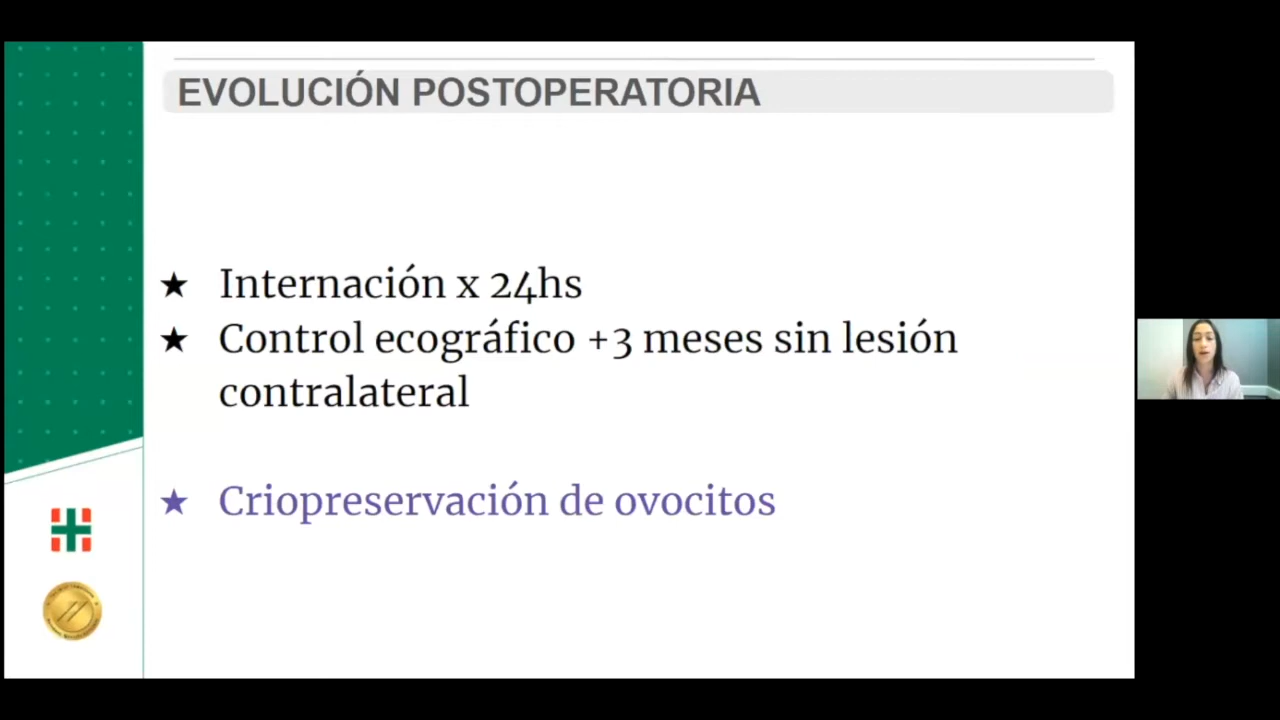 EVOLUCIÓN POSTOPERATORIA
★ Internación x 24hs
★ Control ecográfico +3 meses sin lesión
contralateral
★ Criopreservación de ovocitos